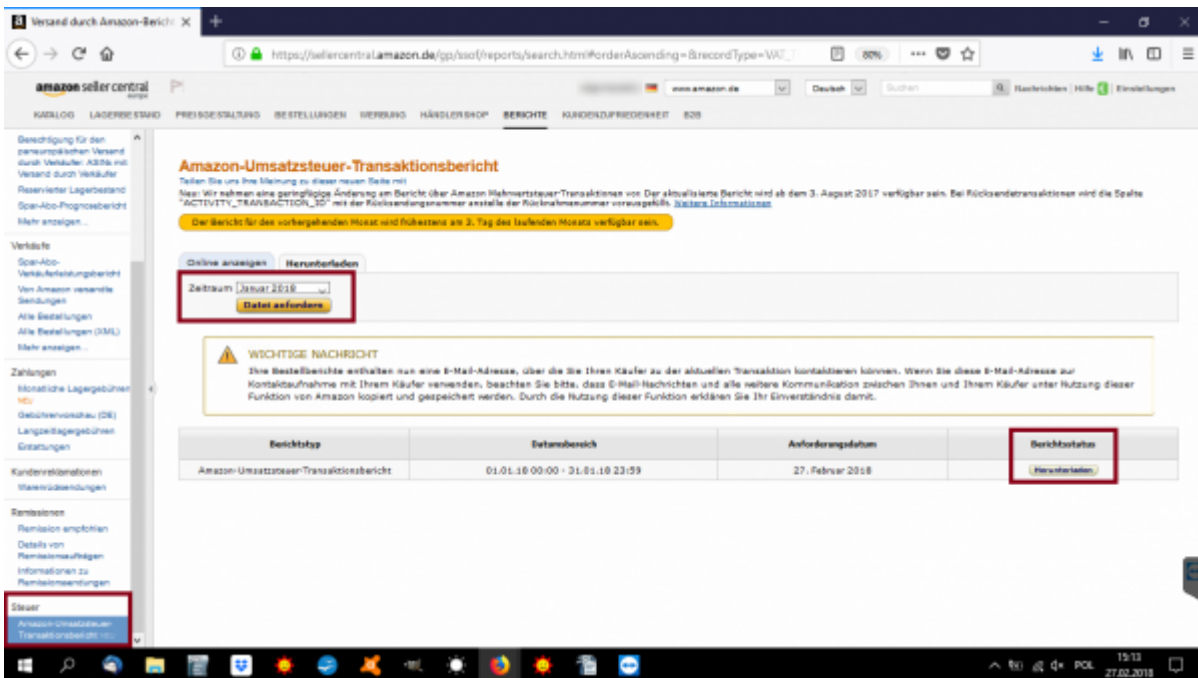 Versand durch Amazon-Bericht
https://sellercentral.amazon.de/gp/ssof/reports/search.html#orderAscending=&recordType=VAT_T
80%
amazon seller central
europe
www.amazon.de
Deutsch
Suchen
Nachrichten | Hilfe | Einstellungen
KATALOG LAGERBESTAND PREISGESTALTUNG BESTELLUNGEN WERBUNG HÄNDLERSHOP BERICHTE KUNDENZUFRIEDENHEIT B2B
Berechtigung für den
paneuropäischen Versand
durch Verkäufer: ASINs mit
Versand durch Verkäufer
Reservierter Lagerbestand
Spar-Abo-Prognosebericht
Mehr anzeigen...
Verkäufe
Spar-Abo-
Verkäuferleistungsbericht
Von Amazon versandte
Sendungen
Alle Bestellungen
Alle Bestellungen (XML)
Mehr anzeigen...
Zahlungen
Monatliche Lagergebühren
NEU
Gebührenvorschau (DE)
Langzeitlagergebühren
Erstattungen
Kundenreklamationen
Warenrücksendungen
Remissionen
Remission empfohlen
Details von
Remissionsaufträgen
Informationen zu
Remissionssendungen
Steuer
Amazon-Umsatzsteuer-
Transaktionsbericht NEU
Amazon-Umsatzsteuer-Transaktionsbericht
Teilen Sie uns Ihre Meinung zu dieser neuen Seite mit
Neu: Wir nehmen eine geringfügige Änderung am Bericht über Amazon Mehrwertsteuer-Transaktionen vor. Der aktualisierte Bericht wird ab dem 3. August 2017 verfügbar sein. Bei Rücksendetransaktionen wird die Spalte
"ACTIVITY_TRANSACTION_ID" mit der Rücksendungsnummer anstelle der Rücknahmenummer vorausgefüllt. Weitere Informationen
Der Bericht für den vorhergehenden Monat wird frühestens am 3. Tag des laufenden Monats verfügbar sein.
Online anzeigen Herunterladen
Zeitraum Januar 2018
Datei anfordern
WICHTIGE NACHRICHT
Ihre Bestellberichte enthalten nun eine E-Mail-Adresse, über die Sie Ihren Käufer zu der aktuellen Transaktion kontaktieren können. Wenn Sie diese E-Mail-Adresse zur
Kontaktaufnahme mit Ihrem Käufer verwenden, beachten Sie bitte, dass E-Mail-Nachrichten und alle weitere Kommunikation zwischen Ihnen und Ihrem Käufer unter Nutzung dieser
Funktion von Amazon kopiert und gespeichert werden. Durch die Nutzung dieser Funktion erklären Sie Ihr Einverständnis damit.
Berichtstyp Datumsbereich Anforderungsdatum Berichtsstatus
Amazon-Umsatzsteuer-Transaktionsbericht 01.01.18 00:00 - 31.01.18 23:59 27. Februar 2018 Herunterladen
POL
15:13
27.02.2018